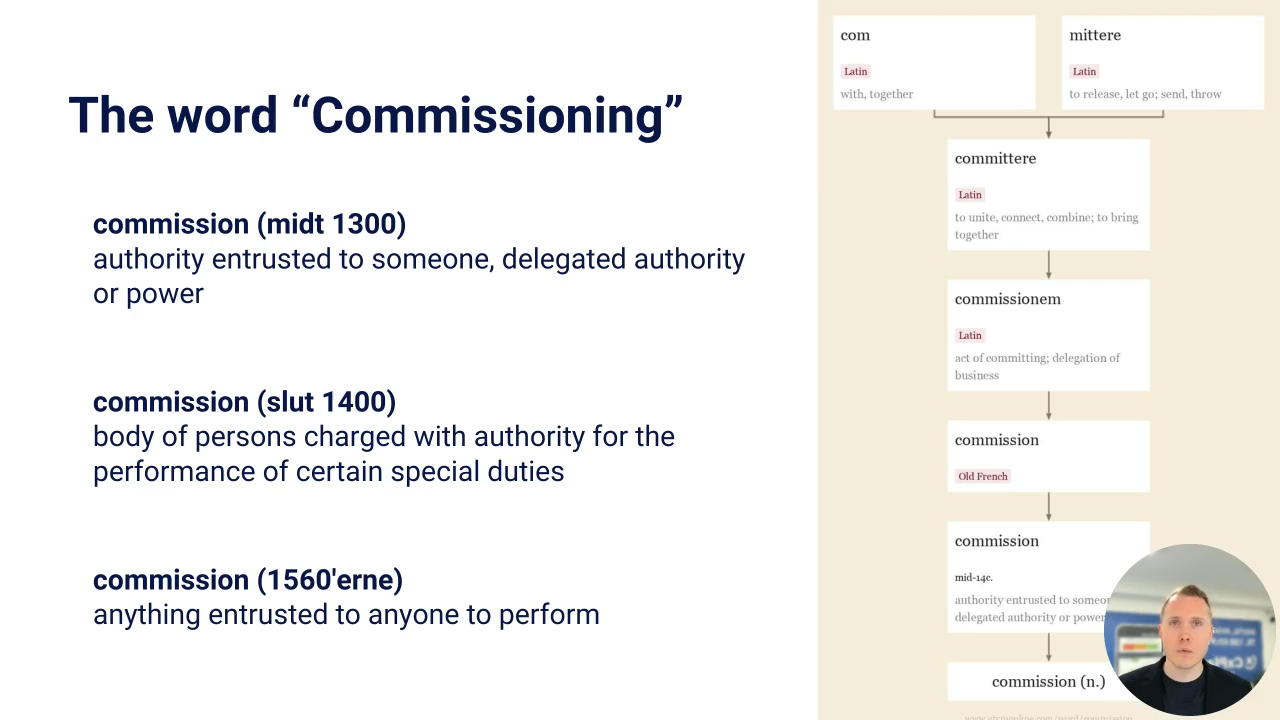 The word “Commissioning”
commission (midt 1300)
authority entrusted to someone, delegated authority
or power
commission (slut 1400)
body of persons charged with authority for the
performance of certain special duties
commission (1560'erne)
anything entrusted to anyone to perform
com
Latin
with, together
mittere
Latin
to release, let go; send, throw
committere
Latin
to unite, connect, combine; to bring
together
commissionem
Latin
act of committing; delegation of
business
commission
Old French
commission
mid-14c.
authority entrusted to
delegated authority or power
commission (n.)